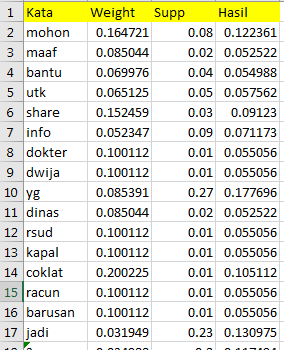 1 Kata Weight Supp Hasil
2 mohon 0.164721 0.08 0.122361
3 maaf 0.085044 0.02 0.052522
4 bantu 0.069976 0.04 0.054988
5 utk 0.065125 0.05 0.057562
6 share 0.152459 0.03 0.09123
7 info 0.052347 0.09 0.071173
8 dokter 0.100112 0.01 0.055056
9 dwija 0.100112 0.01 0.055056
10 yg 0.085391 0.27 0.177696
11 dinas 0.085044 0.02 0.052522
12 rsud 0.100112 0.01 0.055056
13 kapal 0.100112 0.01 0.055056
14 coklat 0.200225 0.01 0.105112
15 racun 0.100112 0.01 0.055056
16 barusan 0.100112 0.01 0.055056
17 jadi 0.031949 0.23 0.130975